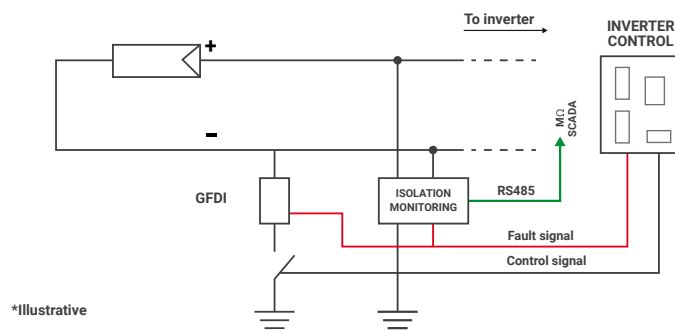 To inverter
INVERTER
CONTROL
+
−
MΩ
SCADA
GFDI
ISOLATION
MONITORING
RS485
Fault signal
Control signal
*Illustrative